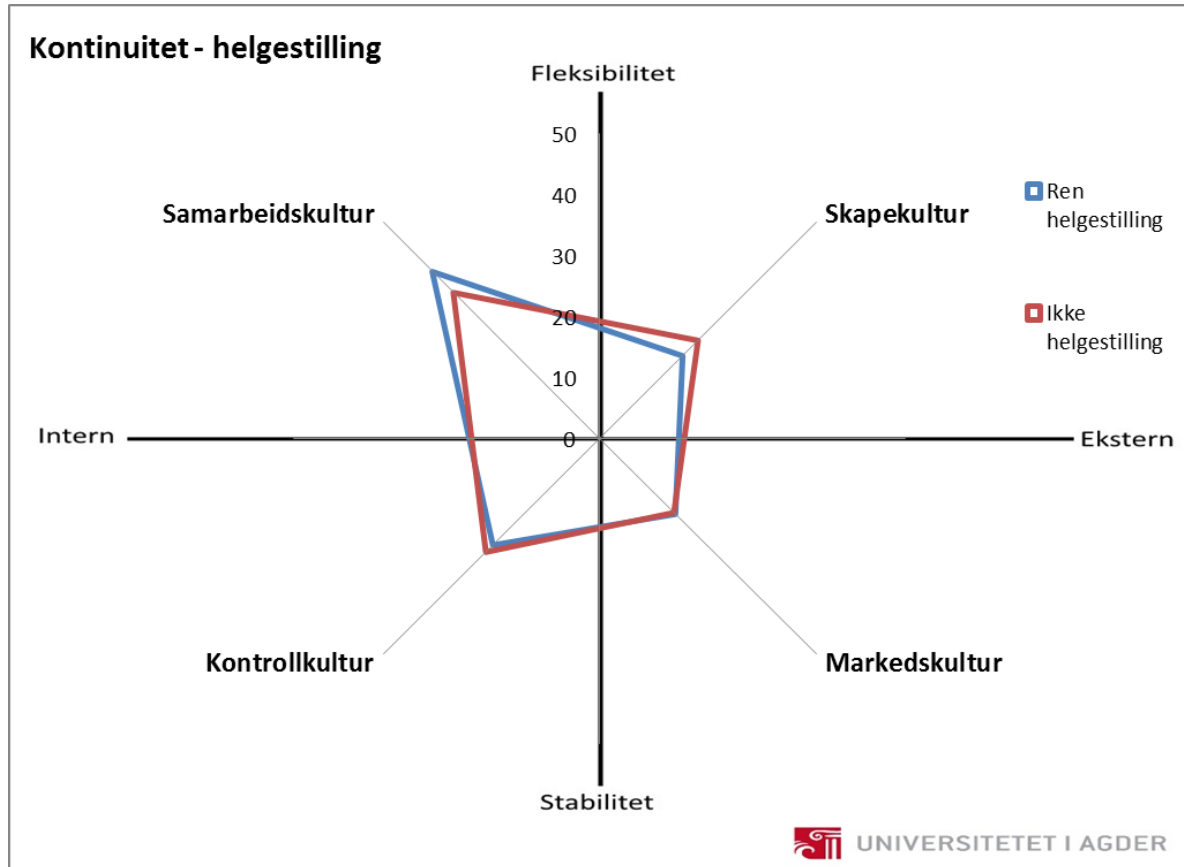 Kontinuitet - helgestilling
Fleksibilitet
50
40
30
20
10
0
Samarbeidskultur
Skapekultur
Ren
helgestilling
Ikke
helgestilling
Intern
Ekstern
Kontrollkultur
Markedskultur
Stabilitet
UNIVERSITETET I AGDER